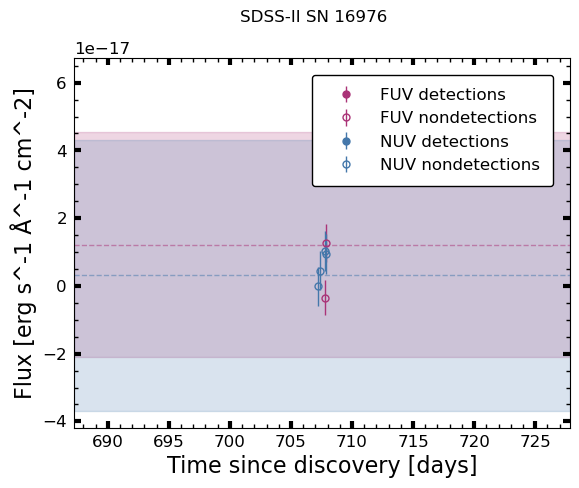 SDSS-II SN 16976
1e−17
FUV detections
FUV nondetections
NUV detections
NUV nondetections
6
4
2
0
−2
−4
Flux [erg s^-1 Å^-1 cm^-2]
690
695
700
705
710
715
720
725
Time since discovery [days]